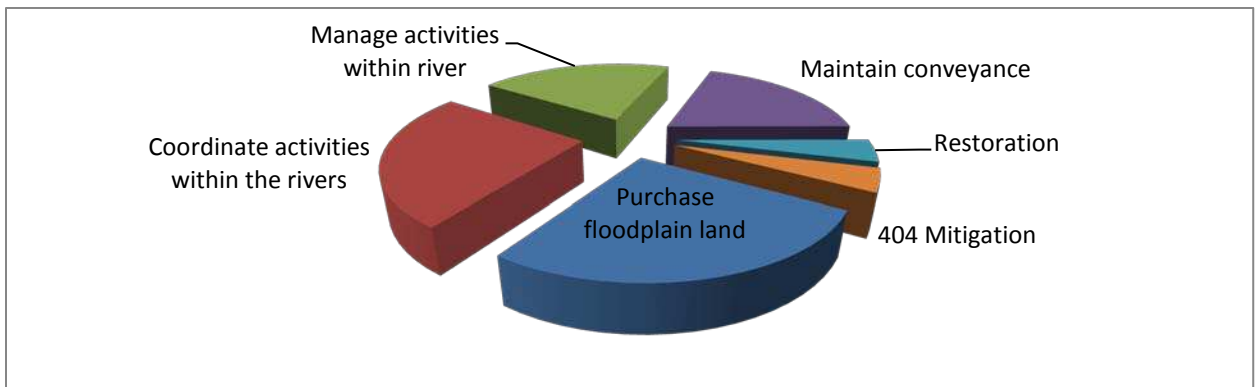 Manage activities
within river
Maintain conveyance
Coordinate activities
within the rivers
Restoration
Purchase
floodplain land
404 Mitigation